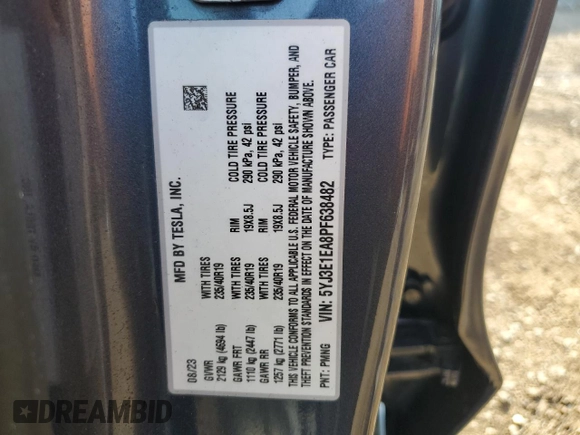 MFD BY TESLA, INC.
08/23
GVWR
2129 kg (4694 lb)
GAWR FRT WITH TIRES RIM COLD TIRE PRESSURE
1110 kg (2447 lb) 235/40R19 19X8.5J 290 kPa, 42 psi
GAWR RR WITH TIRES RIM COLD TIRE PRESSURE
1257 kg (2771 lb) 235/40R19 19X8.5J 290 kPa, 42 psi
THIS VEHICLE CONFORMS TO ALL APPLICABLE U.S. FEDERAL MOTOR VEHICLE SAFETY, BUMPER, AND
THEFT PREVENTION STANDARDS IN EFFECT ON THE DATE OF MANUFACTURE SHOWN ABOVE.
PNT: PMNG VIN: 5YJ3E1EA8PF638482 TYPE: PASSENGER CAR
DREAMBID